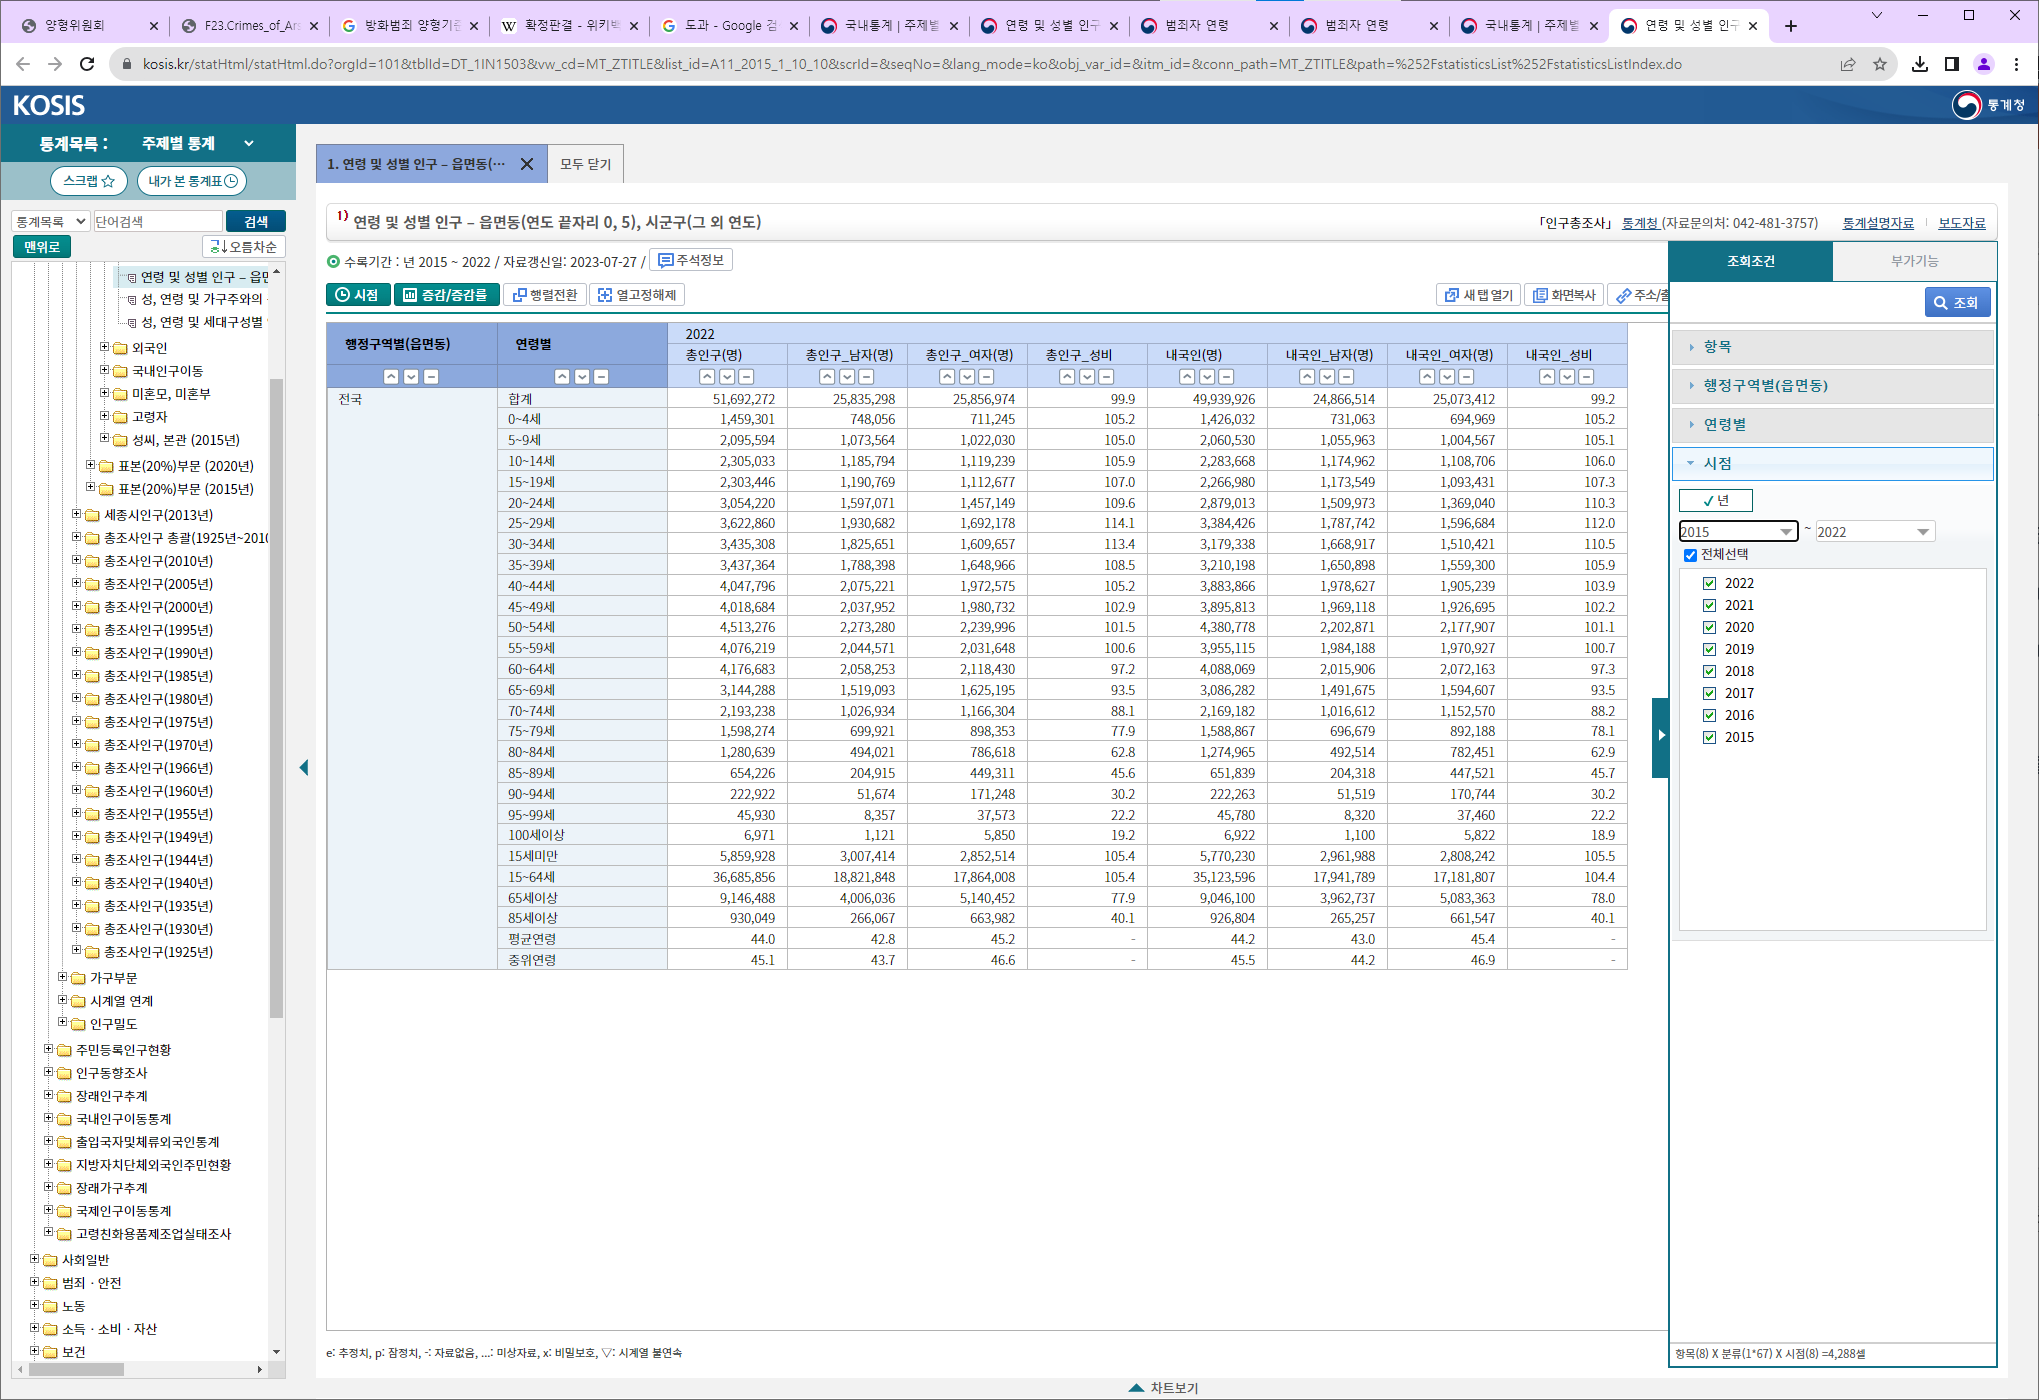 양형위원회
F23.Crimes_of_Ars
방화범죄 양형기준
확정판결 - 위키백
도과 - Google 검
국내통계 | 주제별
연령 및 성별 인구
범죄자 연령
범죄자 연령
국내통계 | 주제별
연령 및 성별 인구
kosis.kr/statHtml/statHtml.do?orgId=101&tblId=DT_1IN1503&vw_cd=MT_ZTITLE&list_id=A11_2015_1_10_10&scrId=&seqNo=&lang_mode=ko&obj_var_id=&itm_id=&conn_path=MT_ZTITLE&path=%252FstatisticsList%252FstatisticsListIndex.do
KOSIS
통계청
통계목록 : 주제별 통계
스크랩 내가 본 통계표
통계목록 단어검색 검색
맨위로 오름차순
연령 및 성별 인구 – 읍면
성, 연령 및 가구주와의
성, 연령 및 세대구성별
외국인
국내인구이동
미혼모, 미혼부
고령자
성씨, 본관 (2015년)
표본(20%)부문 (2020년)
표본(20%)부문 (2015년)
세종시인구(2013년)
총조사인구 총괄(1925년~2010
총조사인구(2010년)
총조사인구(2005년)
총조사인구(2000년)
총조사인구(1995년)
총조사인구(1990년)
총조사인구(1985년)
총조사인구(1980년)
총조사인구(1975년)
총조사인구(1970년)
총조사인구(1966년)
총조사인구(1960년)
총조사인구(1955년)
총조사인구(1949년)
총조사인구(1944년)
총조사인구(1940년)
총조사인구(1935년)
총조사인구(1930년)
총조사인구(1925년)
가구부문
시계열 연계
인구밀도
주민등록인구현황
인구동향조사
장래인구추계
국내인구이동통계
출입국자및체류외국인통계
지방자치단체외국인주민현황
장래가구추계
국제인구이동통계
고령친화용품제조업실태조사
사회일반
범죄 · 안전
노동
소득 · 소비 · 자산
보건
1. 연령 및 성별 인구 – 읍면동(… 모두 닫기
1) 연령 및 성별 인구 – 읍면동(연도 끝자리 0, 5), 시군구(그 외 연도)
「인구총조사」 통계청 (자료문의처: 042-481-3757) 통계설명자료 보도자료
수록기간 : 년 2015 ~ 2022 / 자료갱신일: 2023-07-27 / 주석정보
시점 증감/증감률 행렬전환 열고정해제 새 탭 열기 화면복사 주소/출
행정구역별(읍면동) 연령별 2022
총인구(명) 총인구_남자(명) 총인구_여자(명) 총인구_성비 내국인(명) 내국인_남자(명) 내국인_여자(명) 내국인_성비
전국 합계 51,692,272 25,835,298 25,856,974 99.9 49,939,926 24,866,514 25,073,412 99.2
0~4세 1,459,301 748,056 711,245 105.2 1,426,032 731,063 694,969 105.2
5~9세 2,095,594 1,073,564 1,022,030 105.0 2,060,530 1,055,963 1,004,567 105.1
10~14세 2,305,033 1,185,794 1,119,239 105.9 2,283,668 1,174,962 1,108,706 106.0
15~19세 2,303,446 1,190,769 1,112,677 107.0 2,266,980 1,173,549 1,093,431 107.3
20~24세 3,054,220 1,597,071 1,457,149 109.6 2,879,013 1,509,973 1,369,040 110.3
25~29세 3,622,860 1,930,682 1,692,178 114.1 3,384,426 1,787,742 1,596,684 112.0
30~34세 3,435,308 1,825,651 1,609,657 113.4 3,179,338 1,668,917 1,510,421 110.5
35~39세 3,437,364 1,788,398 1,648,966 108.5 3,210,198 1,650,898 1,559,300 105.9
40~44세 4,047,796 2,075,221 1,972,575 105.2 3,883,866 1,978,627 1,905,239 103.9
45~49세 4,018,684 2,037,952 1,980,732 102.9 3,895,813 1,969,118 1,926,695 102.2
50~54세 4,513,276 2,273,280 2,239,996 101.5 4,380,778 2,202,871 2,177,907 101.1
55~59세 4,076,219 2,044,571 2,031,648 100.6 3,955,115 1,984,188 1,970,927 100.7
60~64세 4,176,683 2,058,253 2,118,430 97.2 4,088,069 2,015,906 2,072,163 97.3
65~69세 3,144,288 1,519,093 1,625,195 93.5 3,086,282 1,491,675 1,594,607 93.5
70~74세 2,193,238 1,026,934 1,166,304 88.1 2,169,182 1,016,612 1,152,570 88.2
75~79세 1,598,274 699,921 898,353 77.9 1,588,867 696,679 892,188 78.1
80~84세 1,280,639 494,021 786,618 62.8 1,274,965 492,514 782,451 62.9
85~89세 654,226 204,915 449,311 45.6 651,839 204,318 447,521 45.7
90~94세 222,922 51,674 171,248 30.2 222,263 51,519 170,744 30.2
95~99세 45,930 8,357 37,573 22.2 45,780 8,320 37,460 22.2
100세이상 6,971 1,121 5,850 19.2 6,922 1,100 5,822 18.9
15세미만 5,859,928 3,007,414 2,852,514 105.4 5,770,230 2,961,988 2,808,242 105.5
15~64세 36,685,856 18,821,848 17,864,008 105.4 35,123,596 17,941,789 17,181,807 104.4
65세이상 9,146,488 4,006,036 5,140,452 77.9 9,046,100 3,962,737 5,083,363 78.0
85세이상 930,049 266,067 663,982 40.1 926,804 265,257 661,547 40.1
평균연령 44.0 42.8 45.2 - 44.2 43.0 45.4 -
중위연령 45.1 43.7 46.6 - 45.5 44.2 46.9 -
e: 추정치, p: 잠정치, -: 자료없음, ...: 미상자료, x: 비밀보호, ▽: 시계열 불연속
차트보기
조회조건 부가기능
조회
항목
행정구역별(읍면동)
연령별
시점
년
2015 ~ 2022
전체선택
2022
2021
2020
2019
2018
2017
2016
2015
항목(8) X 분류(1*67) X 시점(8) =4,288셀